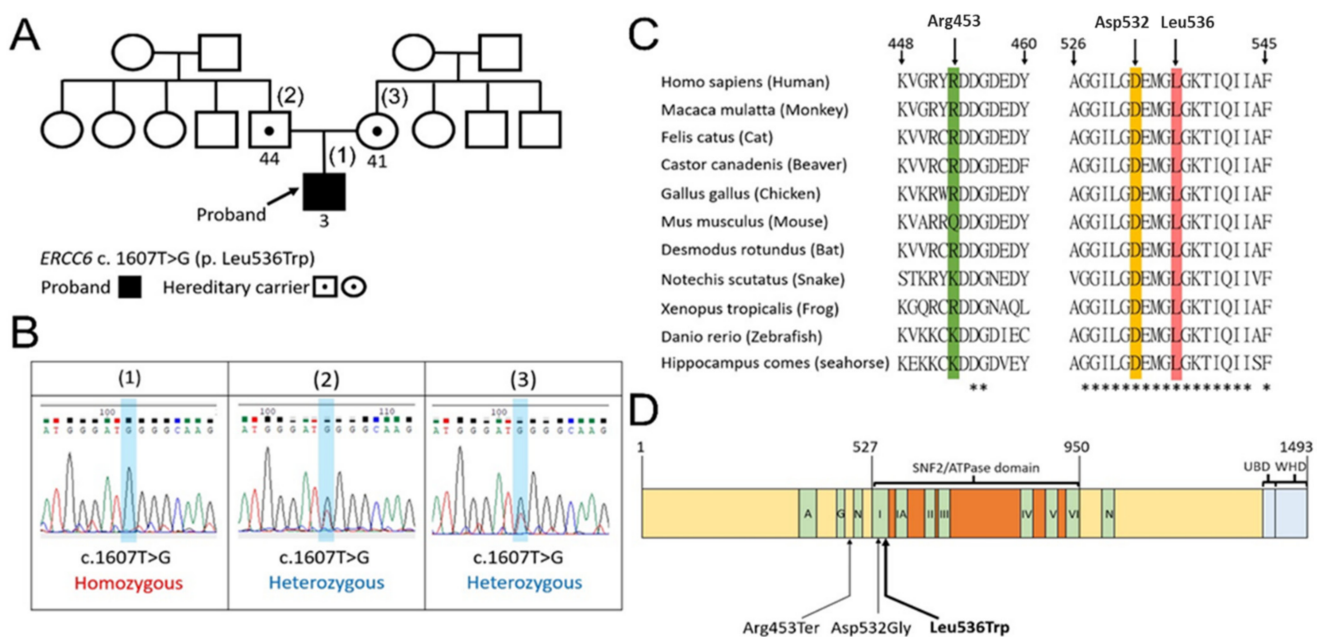 A
(2)
(3)
44
(1)
41
Proband
3
ERCC6 c. 1607T>G (p. Leu536Trp)
Proband Hereditary carrier
B
(1) (2) (3)
100 100 110 100
A T G G G A T G G G G C A A G A T G G G A T G G G G C A A G A T G G G A T G G G G C A A G
c.1607T>G c.1607T>G c.1607T>G
Homozygous Heterozygous Heterozygous
C
Arg453 Asp532 Leu536
448 460 526 545
Homo sapiens (Human) KVGRYRDDGDEDY AGGILGDEMGLGKTIQIIAF
Macaca mulatta (Monkey) KVGRYRDDGDEDY AGGILGDEMGLGKTIQIIAF
Felis catus (Cat) KVVRCRDDGDEDY AGGILGDEMGLGKTIQIIAF
Castor canadenis (Beaver) KVVRCRDDGDEDF AGGILGDEMGLGKTIQIIAF
Gallus gallus (Chicken) KVKRWRDDGDEDY AGGILGDEMGLGKTIQIIAF
Mus musculus (Mouse) KVARRQDDGDEDY AGGILGDEMGLGKTIQIIAF
Desmodus rotundus (Bat) KVVRCRDDGDEDY AGGILGDEMGLGKTIQIIAF
Notechis scutatus (Snake) STKRYKDDGNEDY VGGILGDEMGLGKTIQIIVF
Xenopus tropicalis (Frog) KGQRCRDDGNAQL AGGILGDEMGLGKTIQIIAF
Danio rerio (Zebrafish) KVKKCKDDGDIEC AGGILGDEMGLGKTIQIIAF
Hippocampus comes (seahorse) KEKKCKDDGDVEY AGGILGDEMGLGKTIQIISF
** ***************** *
D
1 527 950 1493
SNF2/ATPase domain UBD WHD
A G N I IA II III IV V VI N
Arg453Ter Asp532Gly Leu536Trp